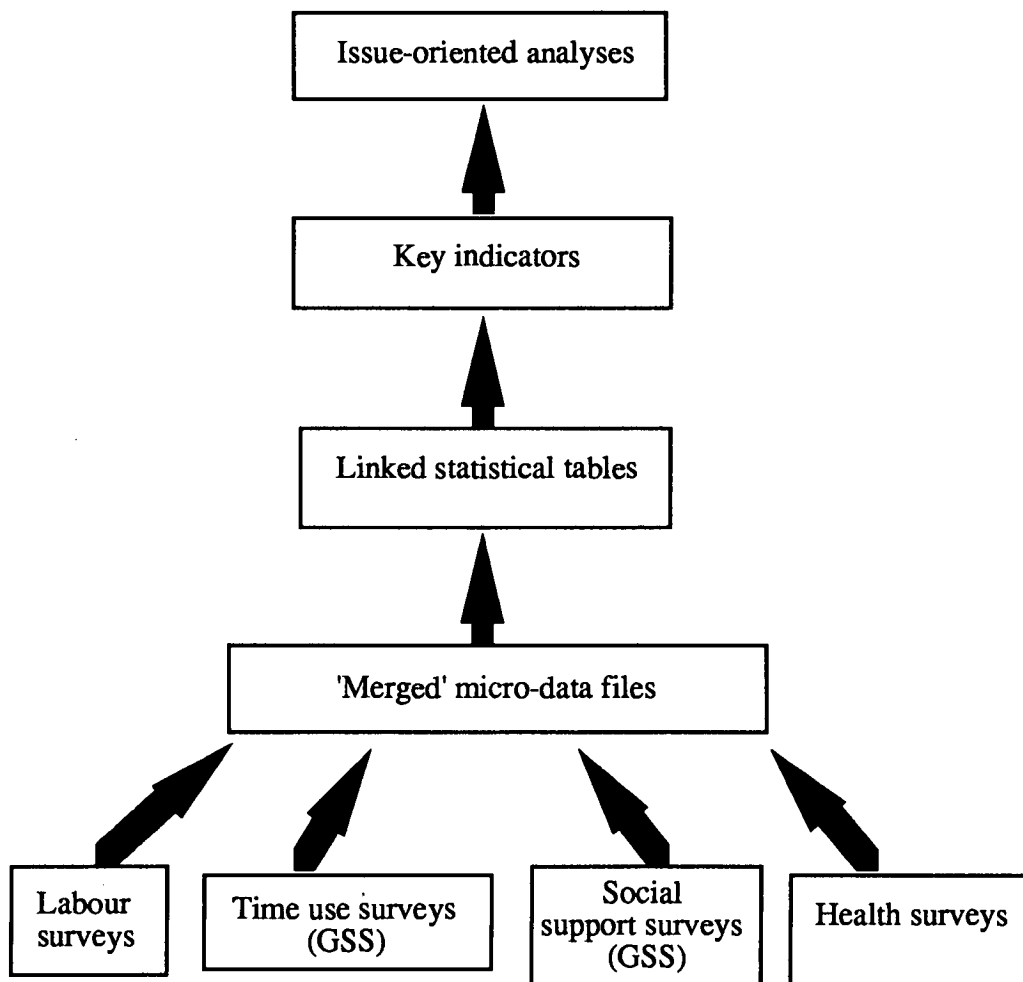 Issue-oriented analyses
Key indicators
Linked statistical tables
'Merged' micro-data files
Labour
surveys
Time use surveys
(GSS)
Social
support surveys
(GSS)
Health surveys